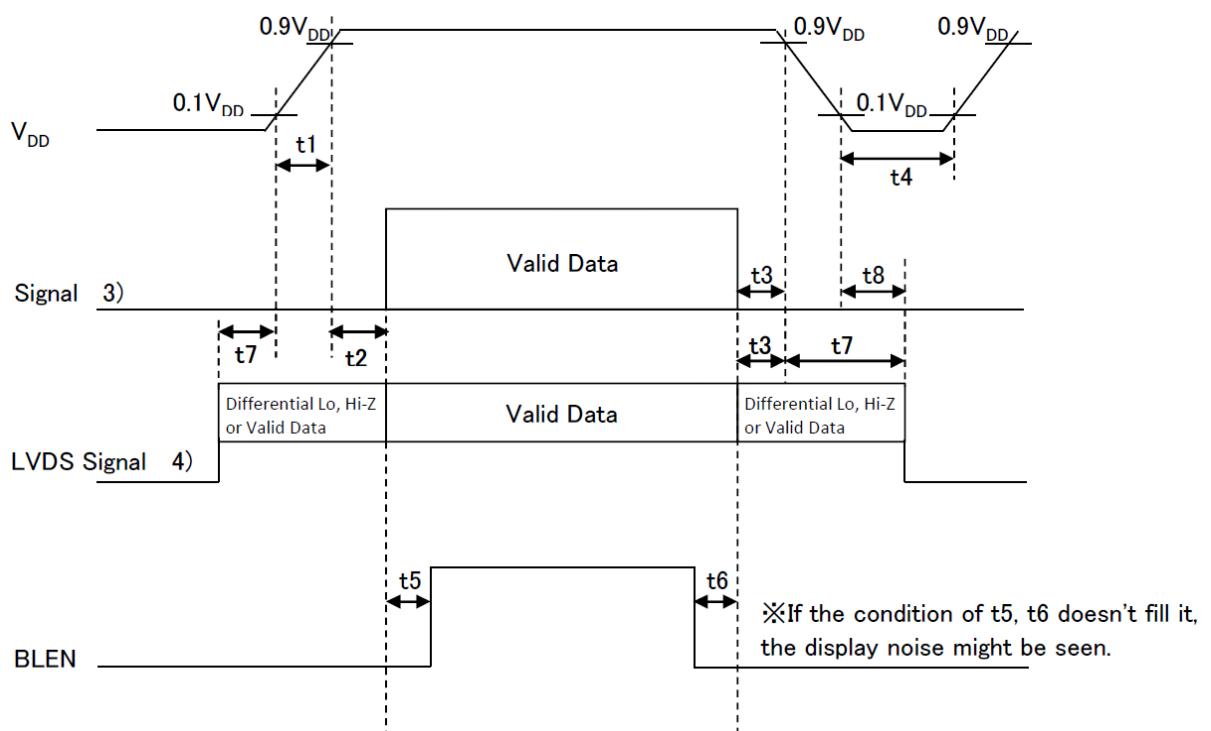 0.9VDD
0.9VDD
0.9VDD
0.1VDD
0.1VDD
VDD
t1
t4
Valid Data
t3
t8
Signal 3)
t7
t2
t3
t7
Differential Lo, Hi-Z
or Valid Data
Valid Data
Differential Lo, Hi-Z
or Valid Data
LVDS Signal 4)
t5
t6
※If the condition of t5, t6 doesn't fill it,
the display noise might be seen.
BLEN